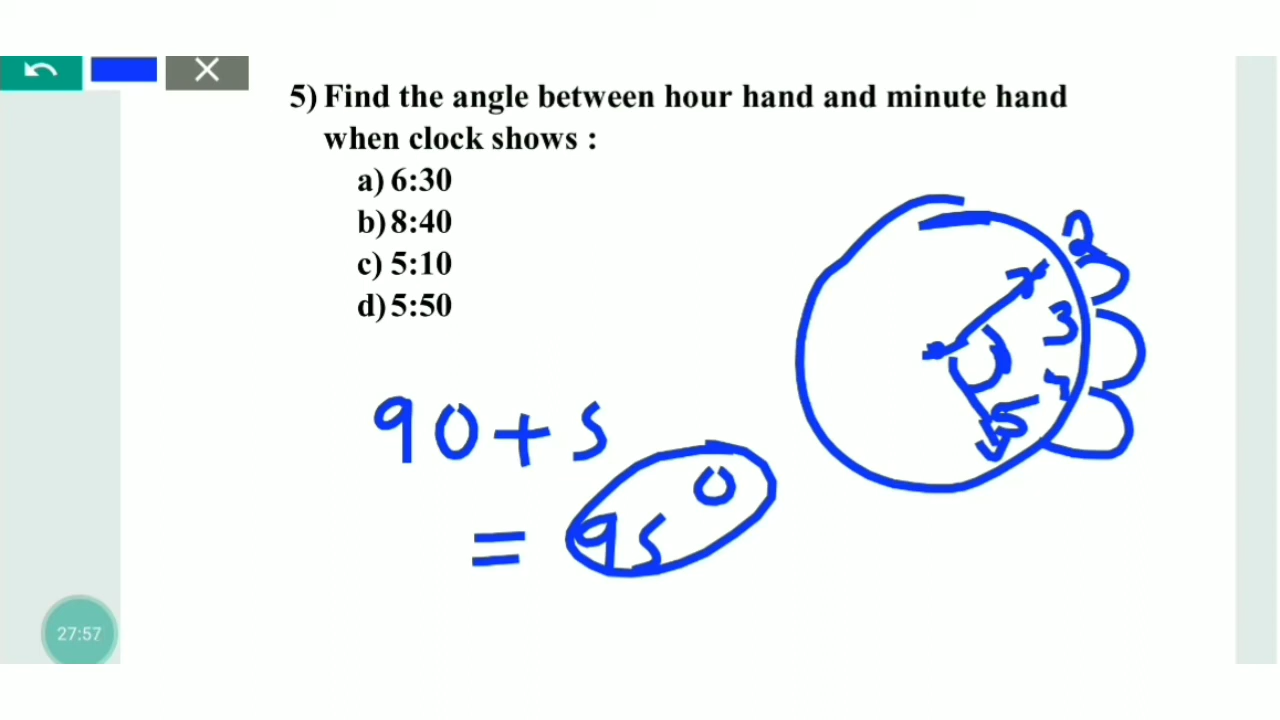 5) Find the angle between hour hand and minute hand
when clock shows :
a) 6:30
b) 8:40
c) 5:10
d) 5:50
2
3
4
5
90+5
= 95⁰
27:57